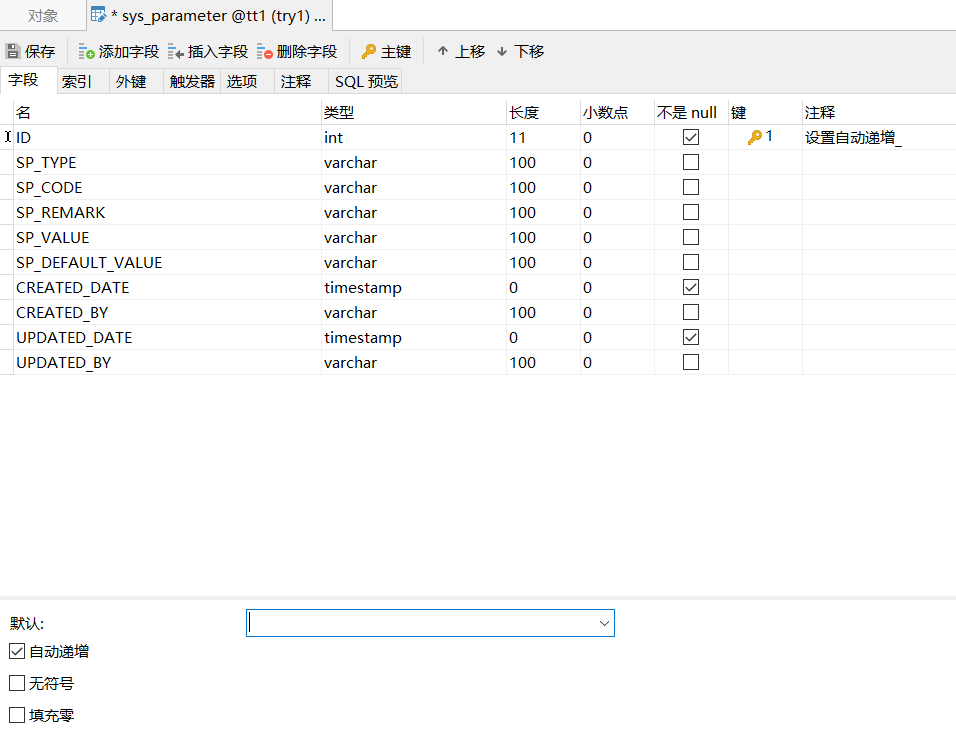 对象 * sys_parameter @tt1 (try1) ...
保存 添加字段 插入字段 删除字段 主键 上移 下移
字段 索引 外键 触发器 选项 注释 SQL 预览
名 类型 长度 小数点 不是 null 键 注释
ID int 11 0 1 设置自动递增_
SP_TYPE varchar 100 0
SP_CODE varchar 100 0
SP_REMARK varchar 100 0
SP_VALUE varchar 100 0
SP_DEFAULT_VALUE varchar 100 0
CREATED_DATE timestamp 0 0
CREATED_BY varchar 100 0
UPDATED_DATE timestamp 0 0
UPDATED_BY varchar 100 0
默认:
自动递增
无符号
填充零